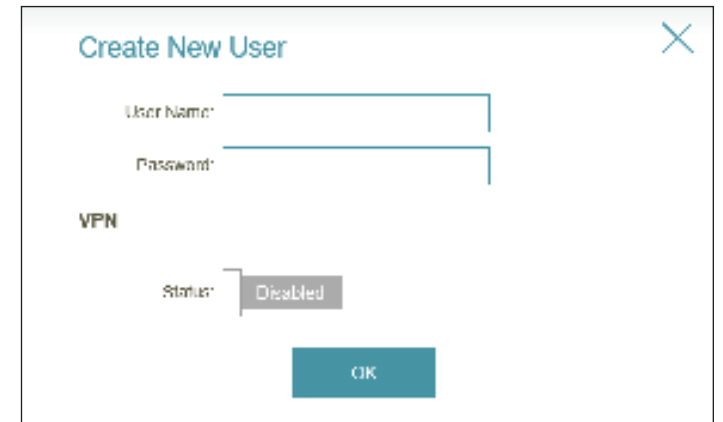 Create New User
User Name:
Password:
VPN
Status: Disabled
OK